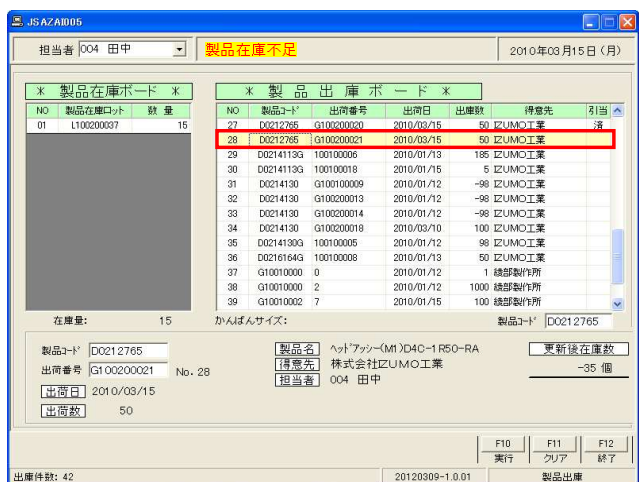 JSAZAI005
担当者 004 田中 製品在庫不足 2010年03月15日（月）
＊ 製品在庫ボード ＊ ＊ 製 品 出 庫 ボ ー ド ＊
NO 製品在庫ロット 数 量
01 L100200037 15
NO 製品ｺｰﾄﾞ 出荷番号 出荷日 出庫数 得意先 引当
27 D0212765 G100200020 2010/03/15 50 IZUMO工業 済
28 D0212765 G100200021 2010/03/15 50 IZUMO工業
29 D0214113G 100100006 2010/01/13 185 IZUMO工業
30 D0214113G 100100018 2010/01/15 5 IZUMO工業
31 D0214130 G100100009 2010/01/12 -98 IZUMO工業
32 D0214130 G100200013 2010/01/12 -98 IZUMO工業
33 D0214130 G100200014 2010/01/12 -98 IZUMO工業
34 D0214130 G100200018 2010/03/10 100 IZUMO工業
35 D0214130G 100100005 2010/01/12 98 IZUMO工業
36 D0216164G 100100008 2010/01/13 50 IZUMO工業
37 G10010000 0 2010/01/12 1 綾部製作所
38 G10010000 2 2010/01/12 1000 綾部製作所
39 G10010002 7 2010/01/15 100 綾部製作所
在庫量: 15 かんばんサイズ: 製品ｺｰﾄﾞ D0212765
製品ｺｰﾄﾞ D0212765 製品名 ﾍｯﾄﾞｱｯｼｰ(M1)D4C-1R50-RA 更新後在庫数
出荷番号 G100200021 No. 28 得意先 株式会社IZUMO工業 -35 個
担当者 004 田中
出荷日 2010/03/15
出荷数 50
F10 F11 F12
実行 クリア 終了
出庫件数: 42 20120309-1.0.01 製品出庫